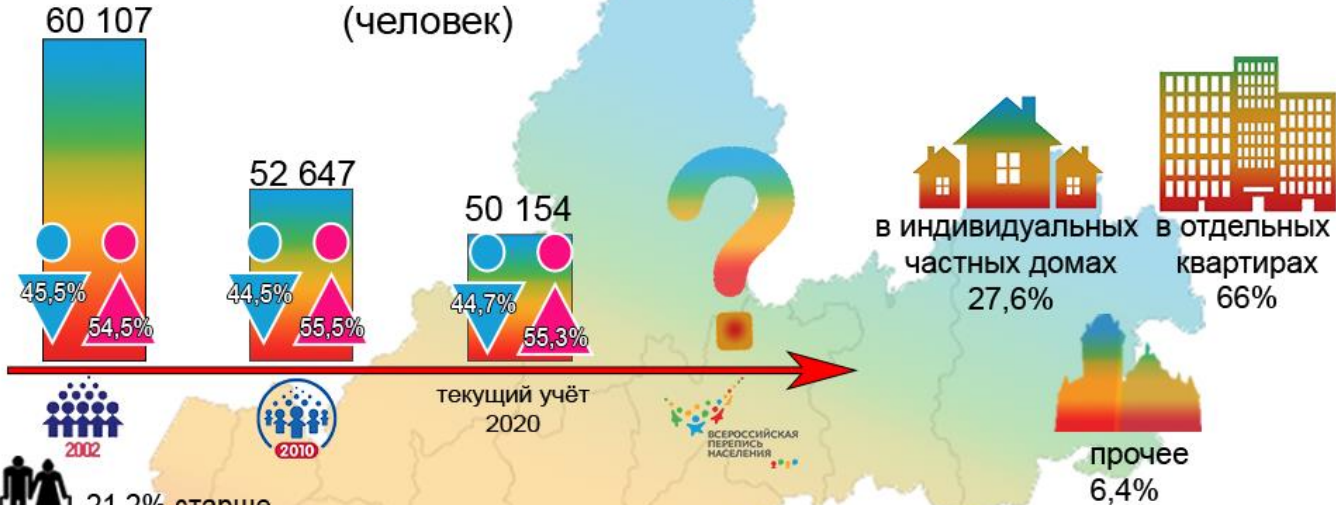 60 107
(человек)
52 647
50 154
45,5%
54,5%
44,5%
55,5%
44,7%
55,3%
2002
2010
текущий учёт
2020
ВСЕРОССИЙСКАЯ
ПЕРЕПИСЬ
НАСЕЛЕНИЯ
?
в индивидуальных
частных домах
27,6%
в отдельных
квартирах
66%
прочее
6,4%
21,2% старше